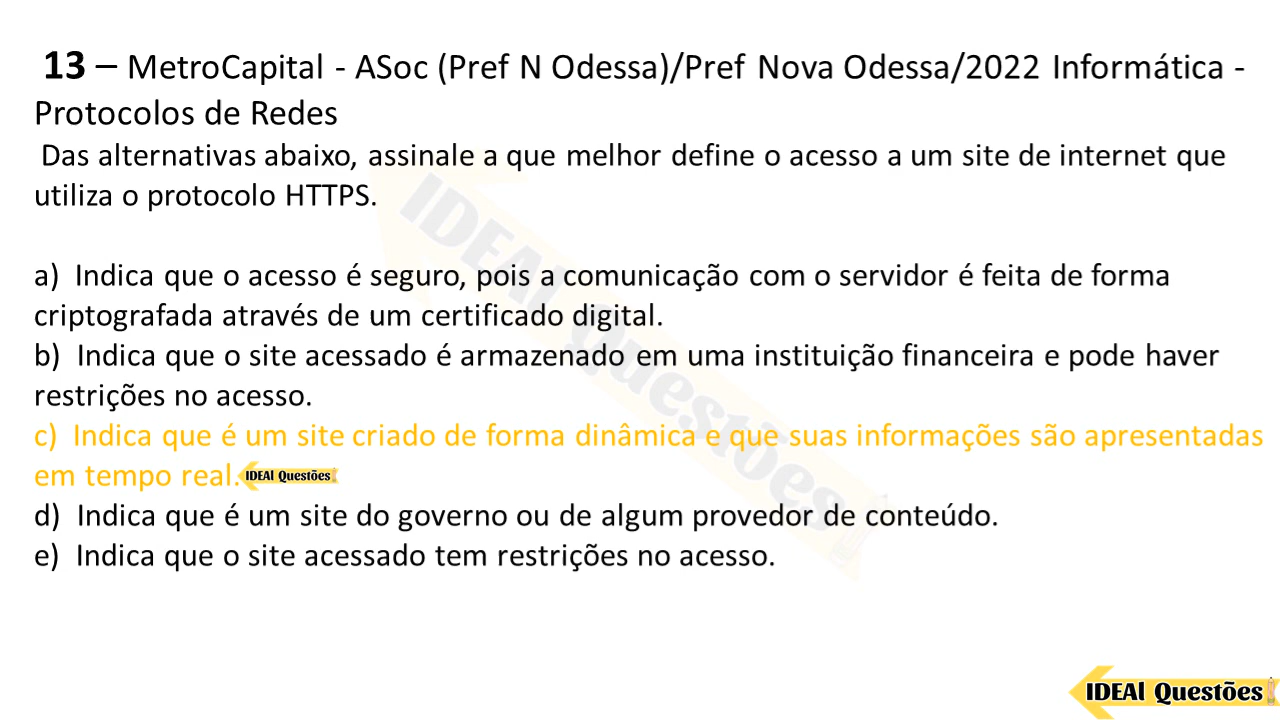 13 – MetroCapital - ASoc (Pref N Odessa)/Pref Nova Odessa/2022 Informática -
Protocolos de Redes
Das alternativas abaixo, assinale a que melhor define o acesso a um site de internet que
utiliza o protocolo HTTPS.
a) Indica que o acesso é seguro, pois a comunicação com o servidor é feita de forma
criptografada através de um certificado digital.
b) Indica que o site acessado é armazenado em uma instituição financeira e pode haver
restrições no acesso.
c) Indica que é um site criado de forma dinâmica e que suas informações são apresentadas
em tempo real. IDEAl Questões
d) Indica que é um site do governo ou de algum provedor de conteúdo.
e) Indica que o site acessado tem restrições no acesso.
IDEAl Questões
IDEAl Questões